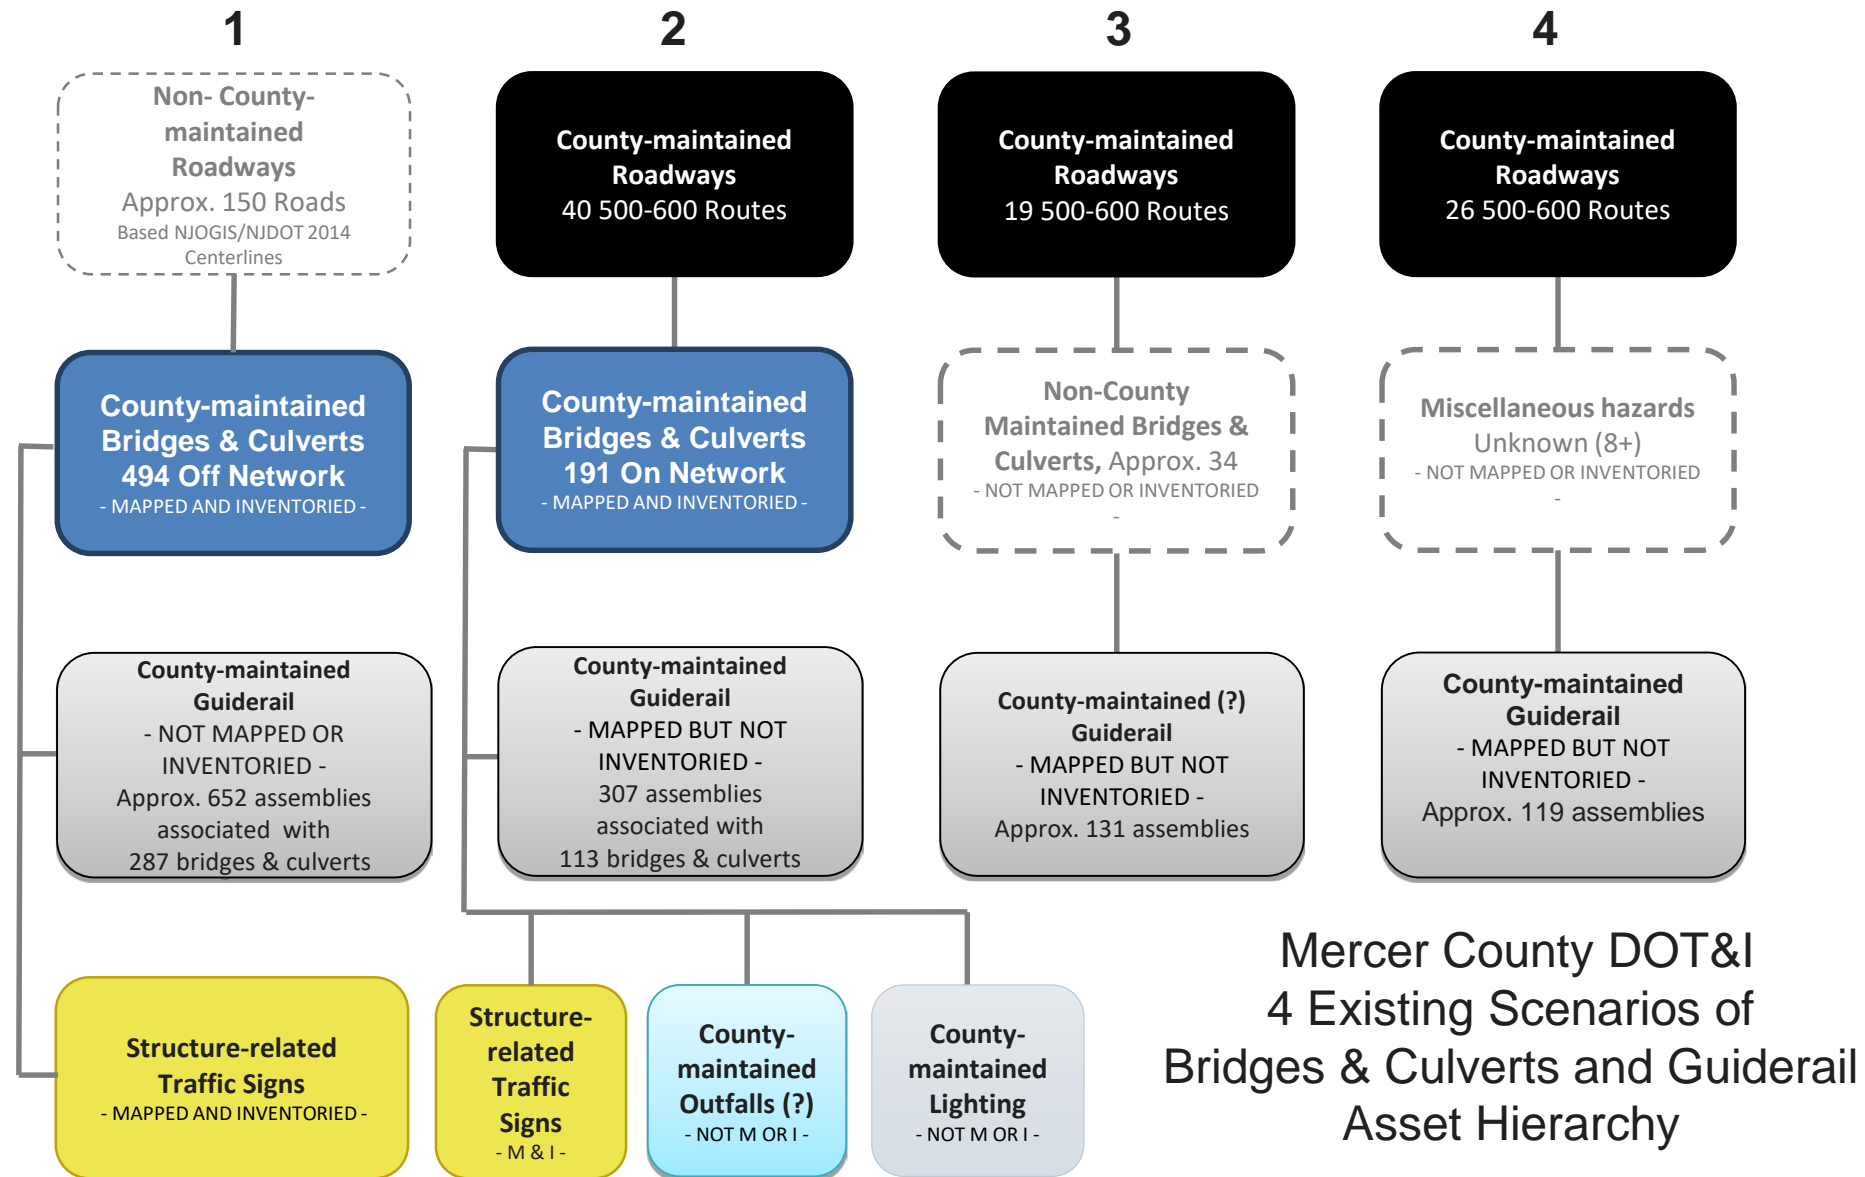 1
2
3
4
Non- County-
maintained
Roadways
Approx. 150 Roads
Based NJOGIS/NJDOT 2014
Centerlines
County-maintained
Roadways
40 500-600 Routes
County-maintained
Roadways
19 500-600 Routes
County-maintained
Roadways
26 500-600 Routes
County-maintained
Bridges & Culverts
494 Off Network
- MAPPED AND INVENTORIED -
County-maintained
Bridges & Culverts
191 On Network
- MAPPED AND INVENTORIED -
Non-County
Maintained Bridges &
Culverts, Approx. 34
- NOT MAPPED OR INVENTORIED
-
Miscellaneous hazards
Unknown (8+)
- NOT MAPPED OR INVENTORIED
-
County-maintained
Guiderail
- NOT MAPPED OR
INVENTORIED -
Approx. 652 assemblies
associated with
287 bridges & culverts
County-maintained
Guiderail
- MAPPED BUT NOT
INVENTORIED -
307 assemblies
associated with
113 bridges & culverts
County-maintained (?)
Guiderail
- MAPPED BUT NOT
INVENTORIED -
Approx. 131 assemblies
County-maintained
Guiderail
- MAPPED BUT NOT
INVENTORIED -
Approx. 119 assemblies
Structure-related
Traffic Signs
- MAPPED AND INVENTORIED -
Structure-
related
Traffic
Signs
- M & I -
County-
maintained
Outfalls (?)
- NOT M OR I -
County-
maintained
Lighting
- NOT M OR I -
Mercer County DOT&I
4 Existing Scenarios of
Bridges & Culverts and Guiderail
Asset Hierarchy